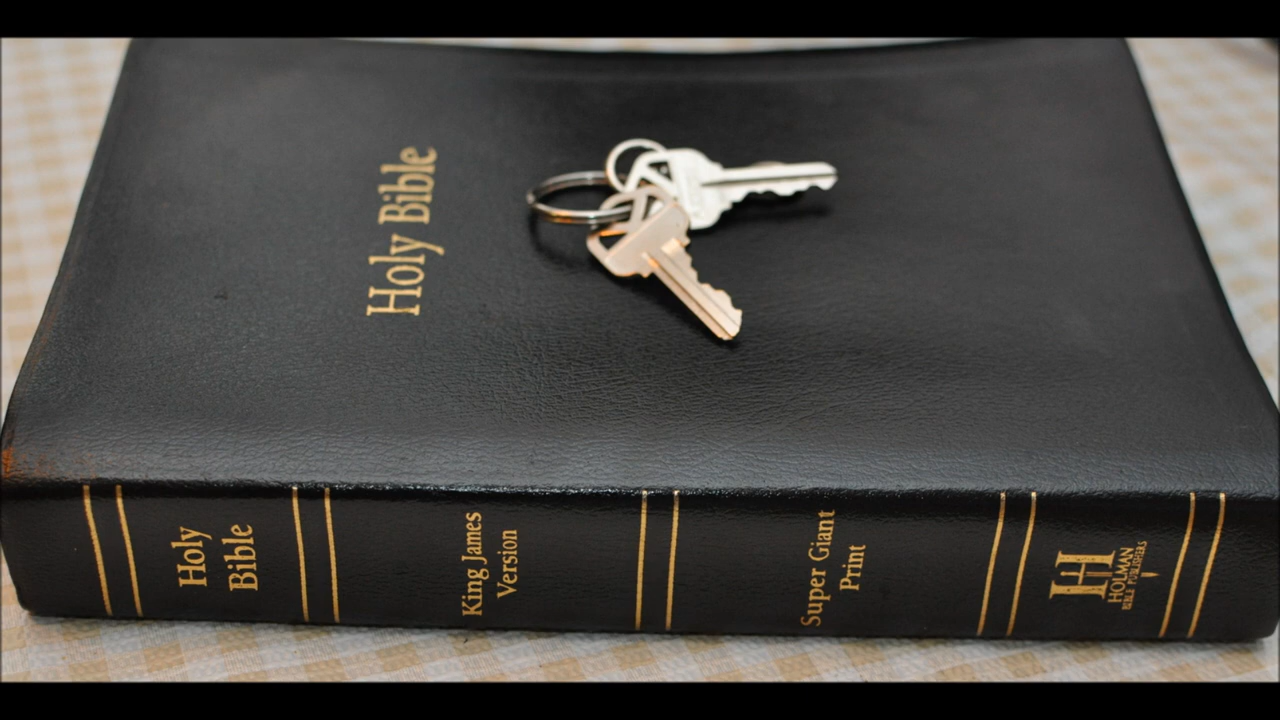 Holy Bible
Holy
Bible
King James
Version
Super Giant
Print
HOLMAN
BIBLE PUBLISHERS